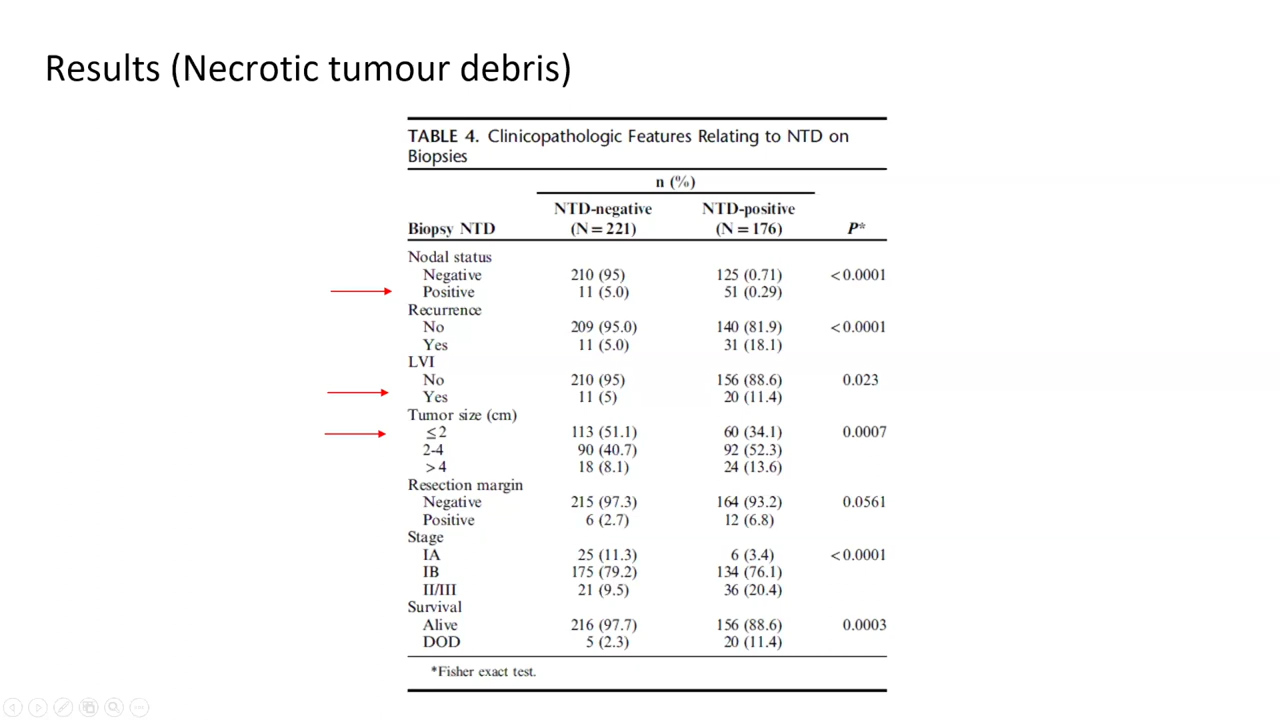 Results (Necrotic tumour debris)
TABLE 4. Clinicopathologic Features Relating to NTD on
Biopsies
n (%)
NTD-negative NTD-positive
Biopsy NTD (N = 221) (N = 176) P*
Nodal status
Negative 210 (95) 125 (0.71) <0.0001
Positive 11 (5.0) 51 (0.29)
Recurrence
No 209 (95.0) 140 (81.9) <0.0001
Yes 11 (5.0) 31 (18.1)
LVI
No 210 (95) 156 (88.6) 0.023
Yes 11 (5) 20 (11.4)
Tumor size (cm)
≤2 113 (51.1) 60 (34.1) 0.0007
2-4 90 (40.7) 92 (52.3)
>4 18 (8.1) 24 (13.6)
Resection margin
Negative 215 (97.3) 164 (93.2) 0.0561
Positive 6 (2.7) 12 (6.8)
Stage
IA 25 (11.3) 6 (3.4) <0.0001
IB 175 (79.2) 134 (76.1)
II/III 21 (9.5) 36 (20.4)
Survival
Alive 216 (97.7) 156 (88.6) 0.0003
DOD 5 (2.3) 20 (11.4)
*Fisher exact test.